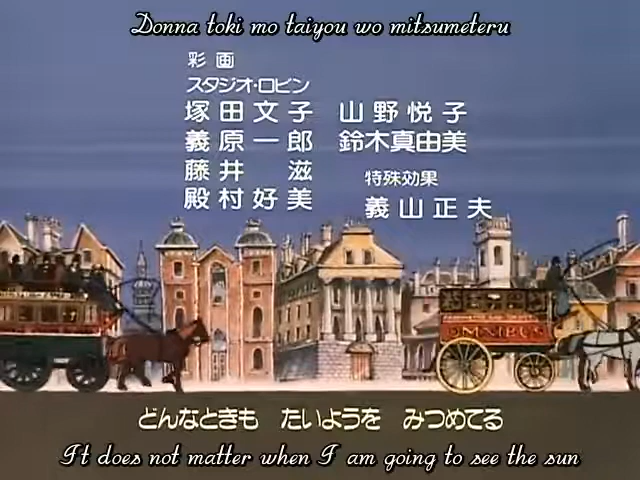 Donna toki mo taiyou wo mitsumeteru
彩画
スタジオ・ロビン
塚田文子 山野悦子
義原一郎 鈴木真由美
藤井 滋
特殊効果
殿村好美
義山正夫
OMNIBUS
どんなときも たいようを みつめてる
It does not matter when I am going to see the sun